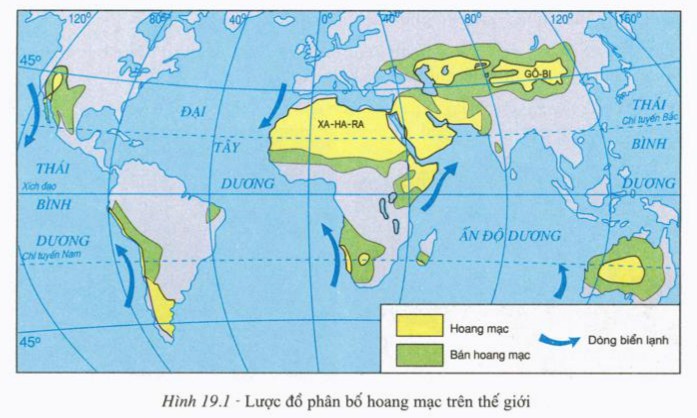 120° 80° 40° 0° 40° 80° 120° 160°
45°
GÔ-BI
ĐẠI
THÁI
Chí tuyến Bắc
XA-HA-RA
TÂY
BÌNH
THÁI
Xích đạo
DƯƠNG
DƯƠNG
BÌNH
DƯƠNG
ẤN ĐỘ DƯƠNG
Chí tuyến Nam
45°
Hoang mạc
Bán hoang mạc
Dòng biển lạnh
Hình 19.1 - Lược đồ phân bố hoang mạc trên thế giới